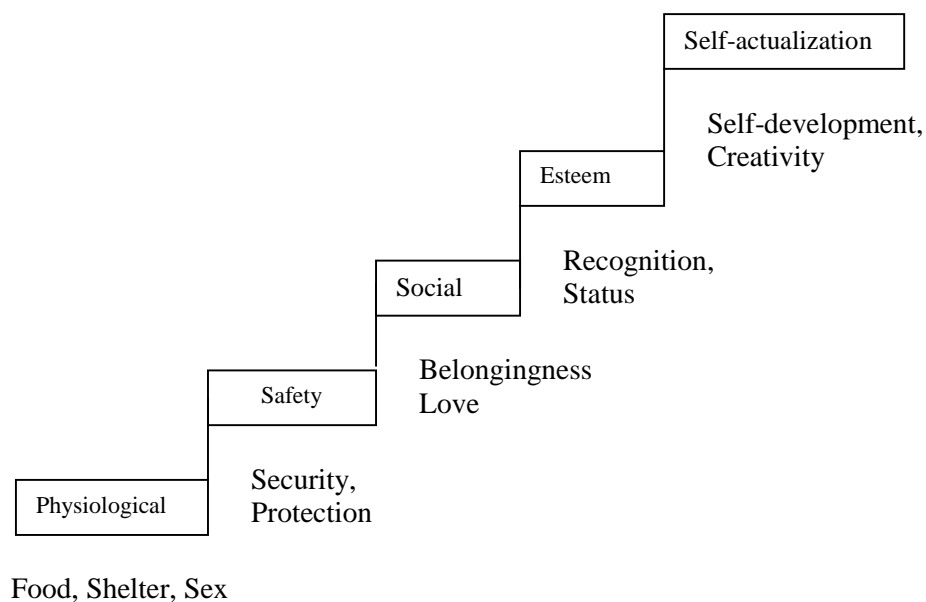 Self-actualization
Self-development,
Creativity
Esteem
Recognition,
Status
Social
Belongingness
Love
Safety
Security,
Protection
Physiological
Food, Shelter, Sex